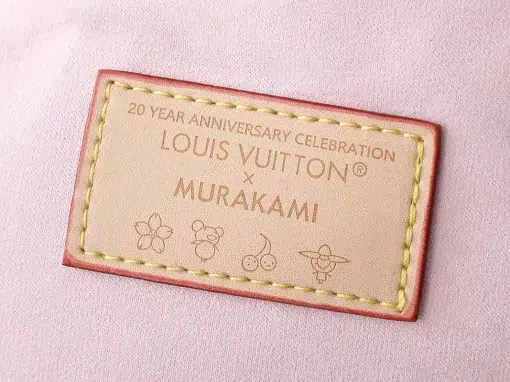 20 YEAR ANNIVERSARY CELEBRATION
LOUIS VUITTON®
X
MURAKAMI